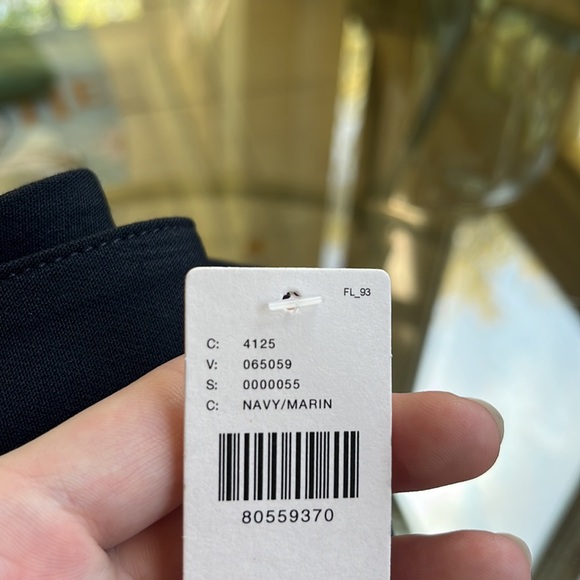 FL_93
C: 4125
V: 065059
S: 0000055
C: NAVY/MARIN
80559370